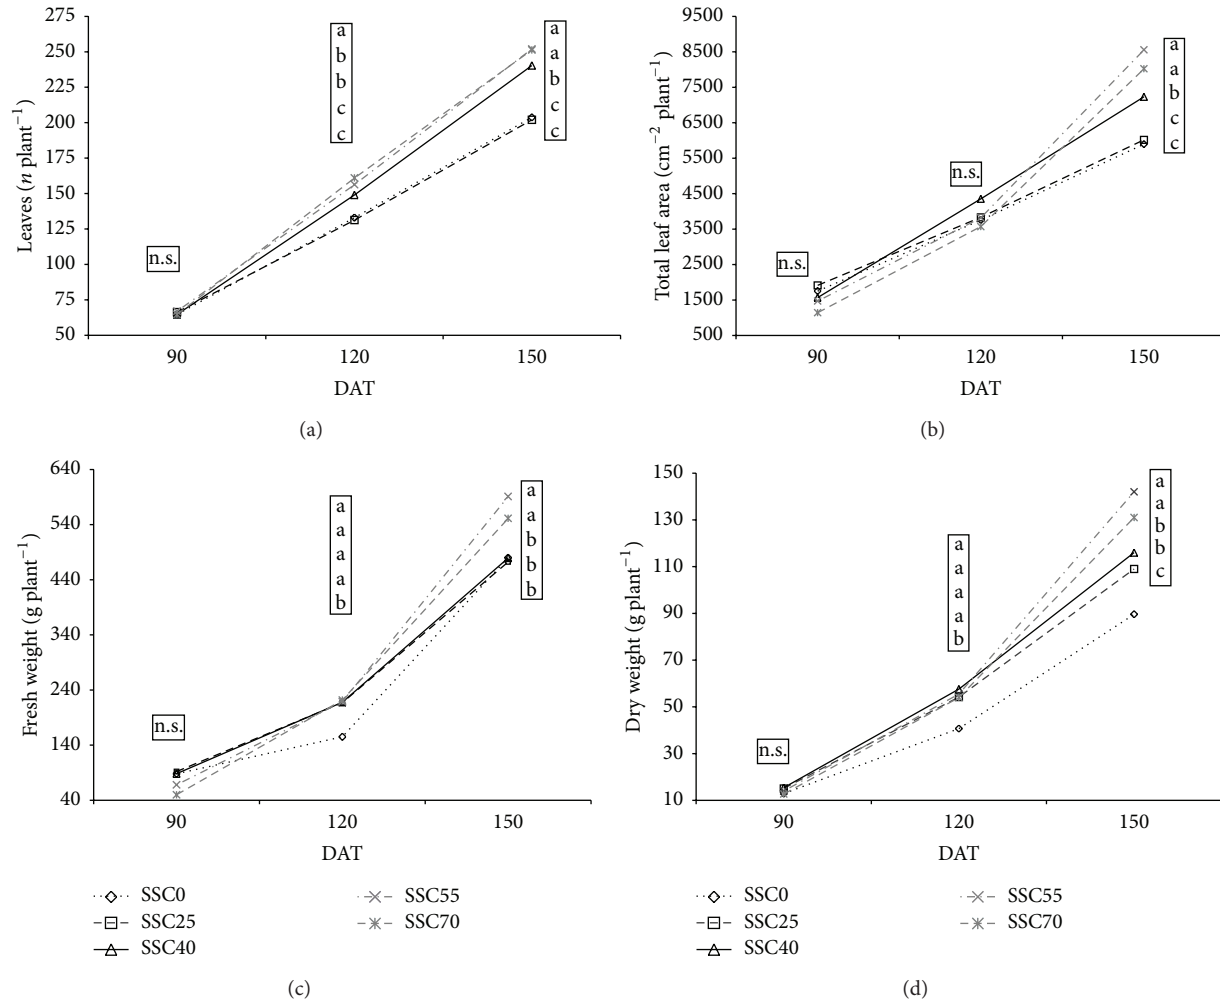 275
250
225
200
175
150
125
100
75
50
Leaves (n plant−1)
n.s.
a
b
b
c
c
a
a
b
c
c
90 120 150
DAT
(a)
9500
8500
7500
6500
5500
4500
3500
2500
1500
500
Total leaf area (cm−2 plant−1)
n.s.
n.s.
a
a
b
c
c
90 120 150
DAT
(b)
640
540
440
340
240
140
40
Fresh weight (g plant−1)
n.s.
a
a
a
a
b
a
a
b
b
b
90 120 150
DAT
SSC0
SSC25
SSC40
SSC55
SSC70
(c)
150
130
110
90
70
50
30
10
Dry weight (g plant−1)
n.s.
a
a
a
a
b
a
a
b
b
c
90 120 150
DAT
SSC0
SSC25
SSC40
SSC55
SSC70
(d)